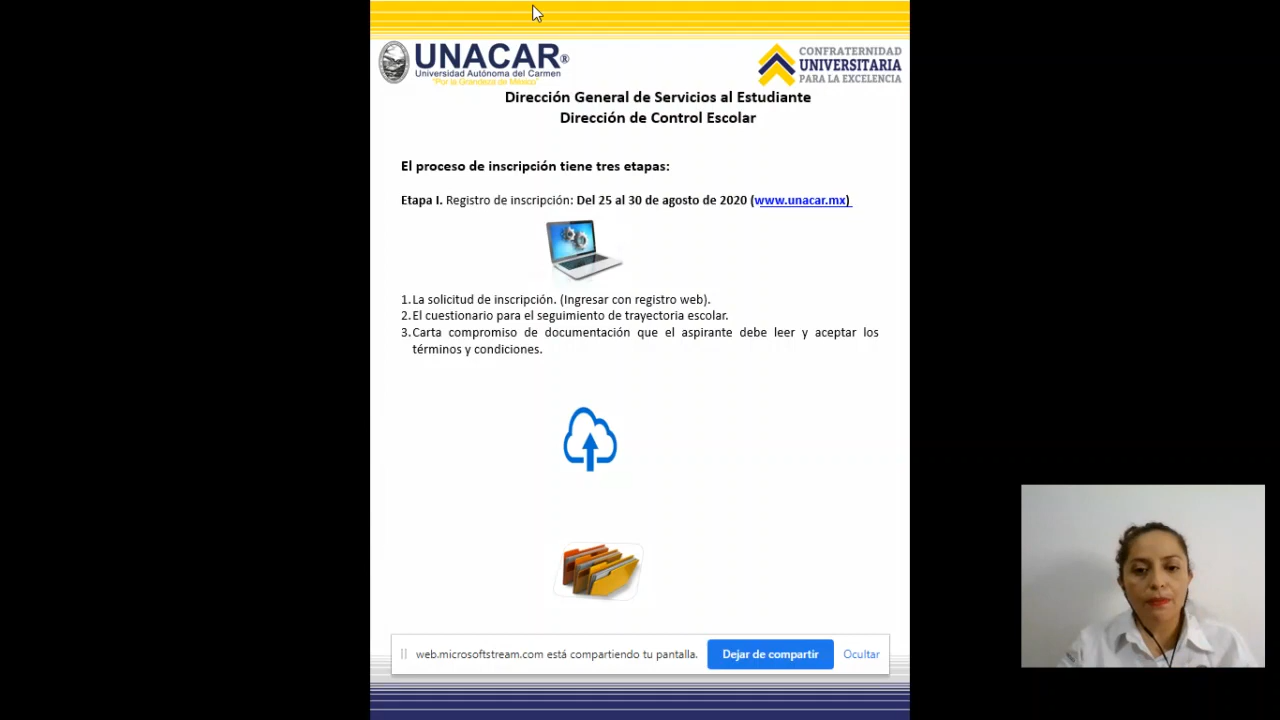 UNACAR®
Universidad Autónoma del Carmen
"Por la Grandeza de México"
CONFRATERNIDAD
UNIVERSITARIA
PARA LA EXCELENCIA
Dirección General de Servicios al Estudiante
Dirección de Control Escolar
El proceso de inscripción tiene tres etapas:
Etapa I. Registro de inscripción: Del 25 al 30 de agosto de 2020 (www.unacar.mx)
1. La solicitud de inscripción. (Ingresar con registro web).
2. El cuestionario para el seguimiento de trayectoria escolar.
3. Carta compromiso de documentación que el aspirante debe leer y aceptar los
términos y condiciones.
web.microsoftstream.com está compartiendo tu pantalla.
Dejar de compartir
Ocultar